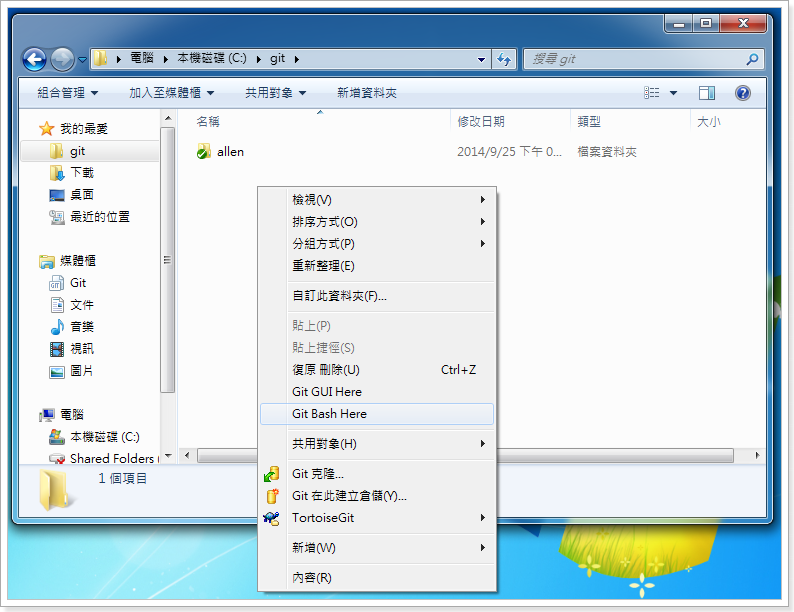 電腦 本機磁碟 (C:) git
搜尋 git
組合管理 加入至媒體櫃 共用對象 新增資料夾
名稱 修改日期 類型 大小
allen 2014/9/25 下午 0... 檔案資料夾
我的最愛
git
下載
桌面
最近的位置
媒體櫃
Git
文件
音樂
視訊
圖片
電腦
本機磁碟 (C:)
Shared Folders
1 個項目
檢視(V)
排序方式(O)
分組方式(P)
重新整理(E)
自訂此資料夾(F)...
貼上(P)
貼上捷徑(S)
復原 刪除(U) Ctrl+Z
Git GUI Here
Git Bash Here
共用對象(H)
Git 克隆...
Git 在此建立倉儲(Y)...
TortoiseGit
新增(W)
內容(R)